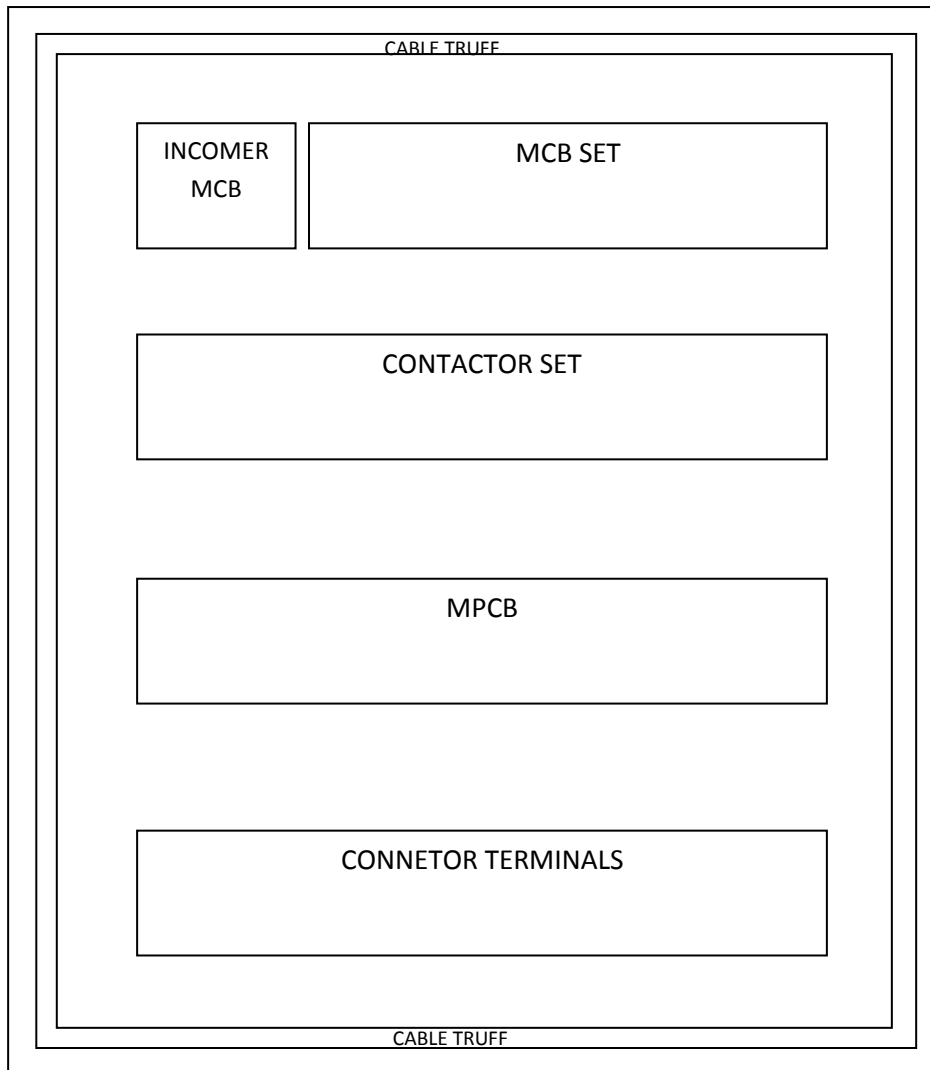 CABLE TRUFF
INCOMER
MCB
MCB SET
CONTACTOR SET
MPCB
CONNETOR TERMINALS
CABLE TRUFF